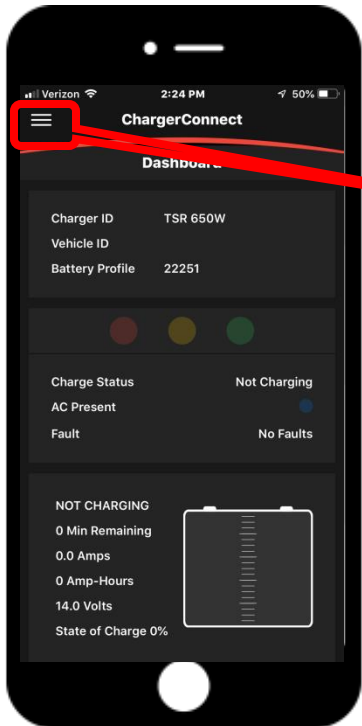 Verizon 2:24 PM 50%
ChargerConnect
Dashboard
Charger ID TSR 650W
Vehicle ID
Battery Profile 22251
Charge Status Not Charging
AC Present
Fault No Faults
NOT CHARGING
0 Min Remaining
0.0 Amps
0 Amp-Hours
14.0 Volts
State of Charge 0%